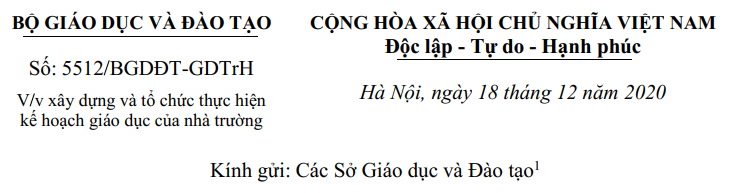 BỘ GIÁO DỤC VÀ ĐÀO TẠO
Số: 5512/BGDĐT-GDTrH
V/v xây dựng và tổ chức thực hiện
kế hoạch giáo dục của nhà trường
CỘNG HÒA XÃ HỘI CHỦ NGHĨA VIỆT NAM
Độc lập - Tự do - Hạnh phúc
Hà Nội, ngày 18 tháng 12 năm 2020
Kính gửi: Các Sở Giáo dục và Đào tạo¹